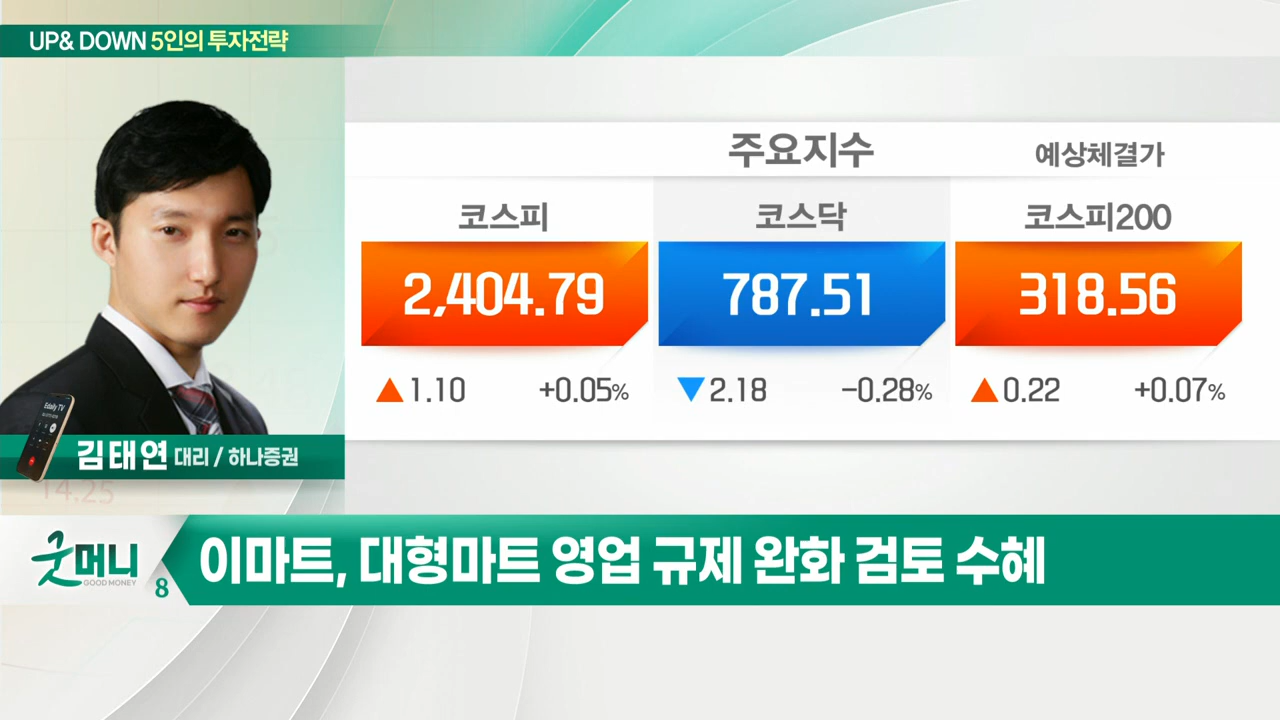 UP& DOWN 5인의 투자전략
주요지수
예상체결가
코스피
코스닥
코스피200
2,404.79
787.51
318.56
▲1.10 +0.05%
▼2.18 -0.28%
▲0.22 +0.07%
Edaily TV
김태연 대리 / 하나증권
14.25
굿머니
GOOD MONEY
8
이마트, 대형마트 영업 규제 완화 검토 수혜